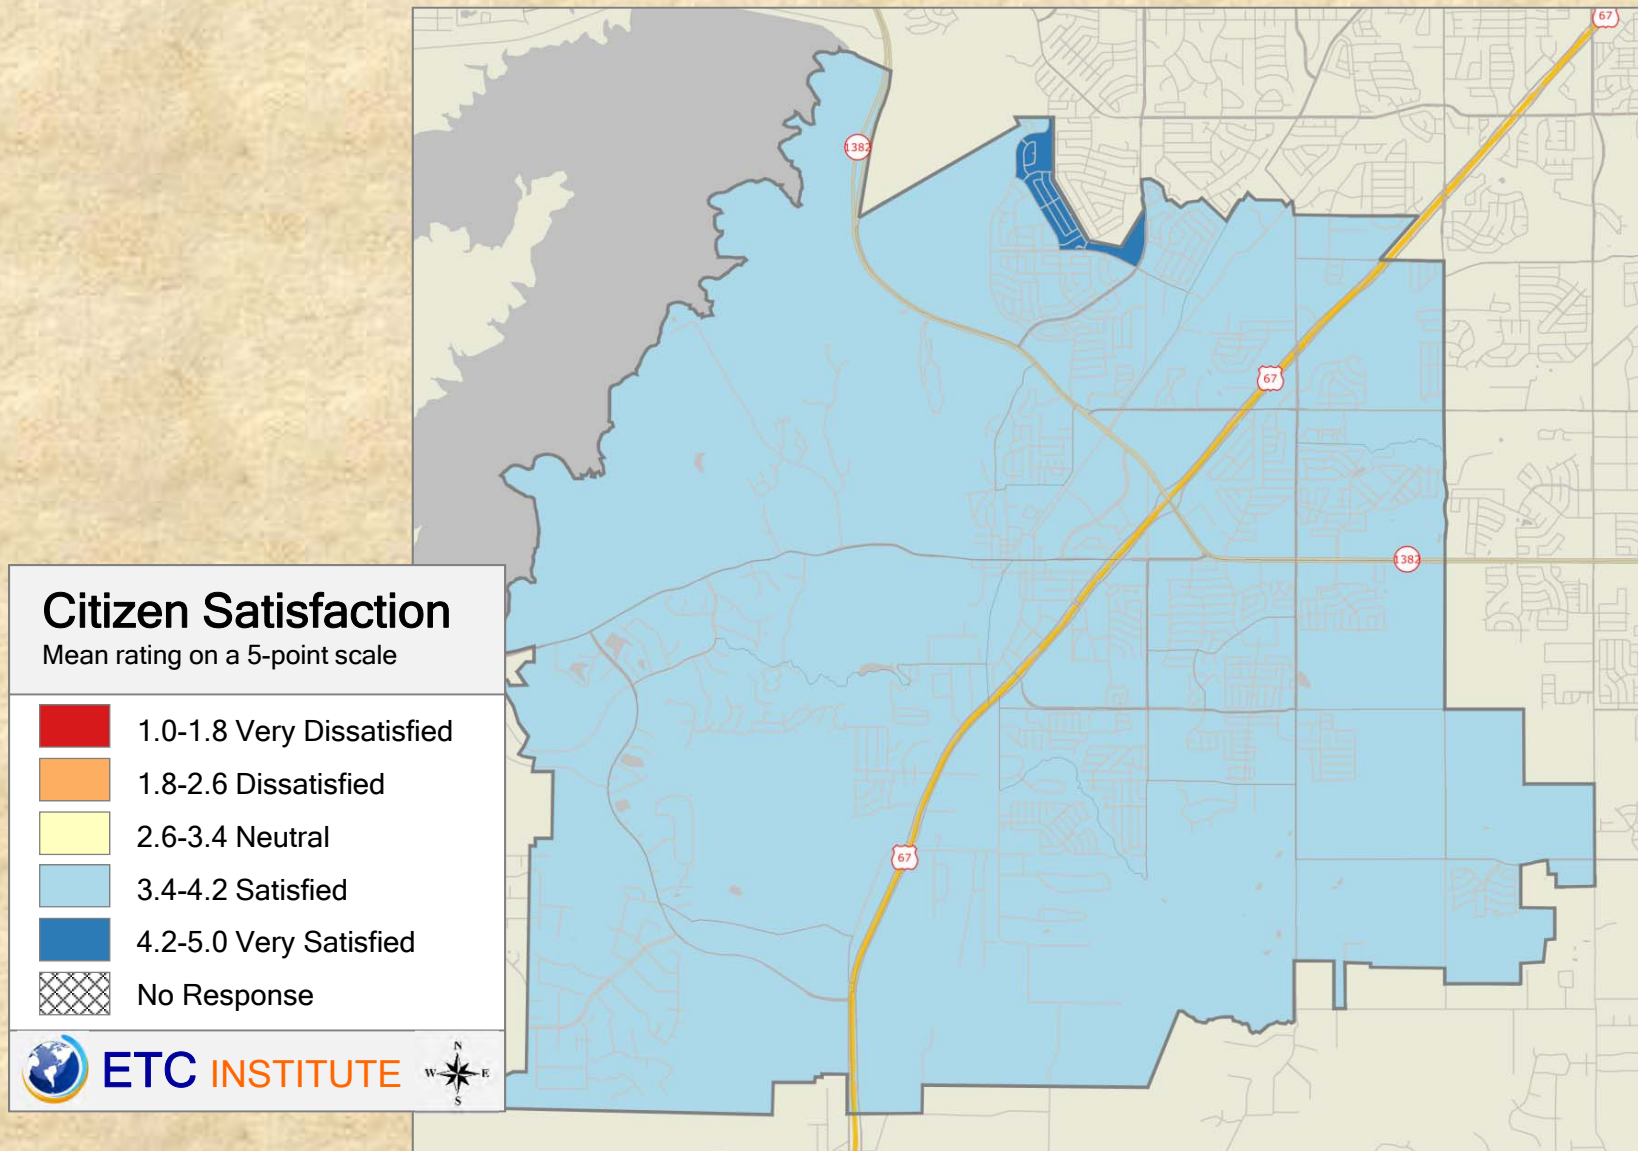 67
1382
67
1382
67
Citizen Satisfaction
Mean rating on a 5-point scale
1.0-1.8 Very Dissatisfied
1.8-2.6 Dissatisfied
2.6-3.4 Neutral
3.4-4.2 Satisfied
4.2-5.0 Very Satisfied
No Response
ETC INSTITUTE
N
W E
S